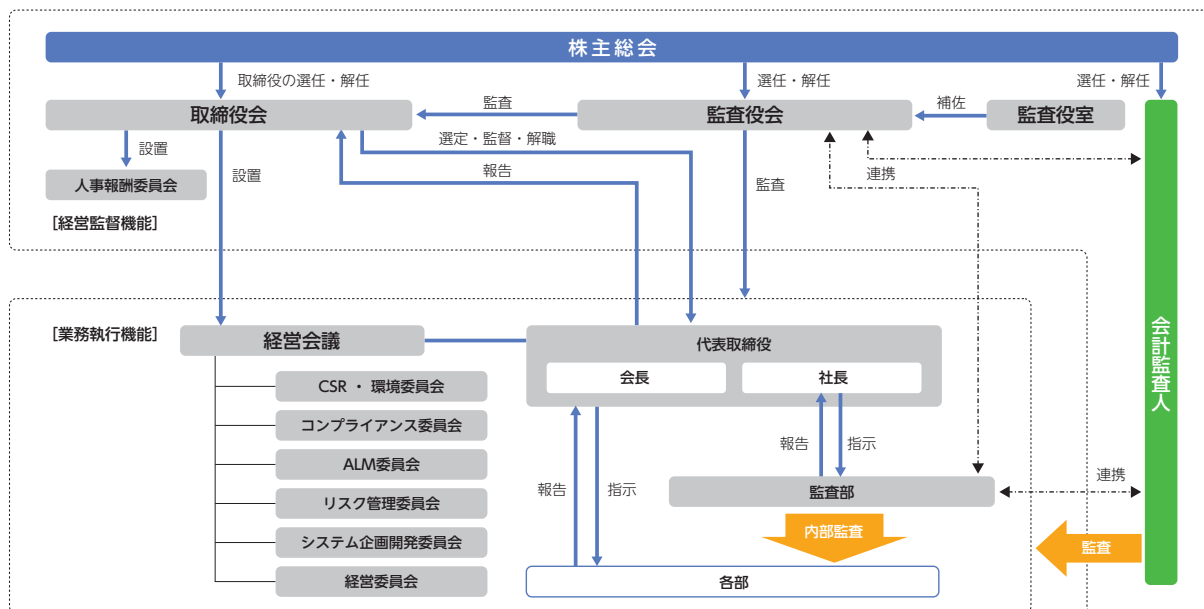 株主総会
取締役の選任・解任
選任・解任
選任・解任
取締役会
監査
監査役会
補佐
監査役室
設置
選定・監督・解職
報告
連携
人事報酬委員会
設置
監査
[経営監督機能]
[業務執行機能]
経営会議
代表取締役
会長
社長
会計監査人
CSR ・ 環境委員会
コンプライアンス委員会
ALM委員会
リスク管理委員会
システム企画開発委員会
経営委員会
報告
指示
報告
指示
監査部
連携
内部監査
監査
各部